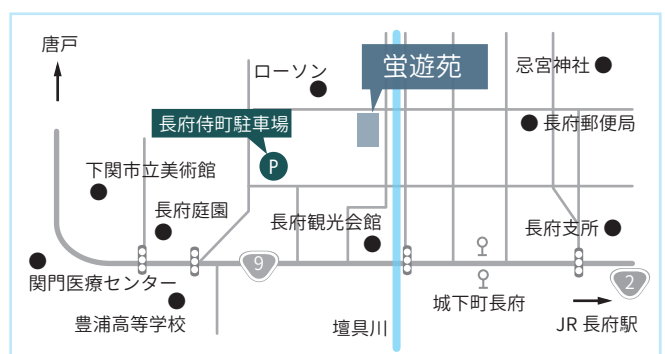 唐戸
ローソン
蛍遊苑
忌宮神社
長府侍町駐車場
長府郵便局
P
下関市立美術館
長府庭園
長府観光会館
長府支所
9
関門医療センター
2
豊浦高等学校
壇具川
城下町長府
JR 長府駅